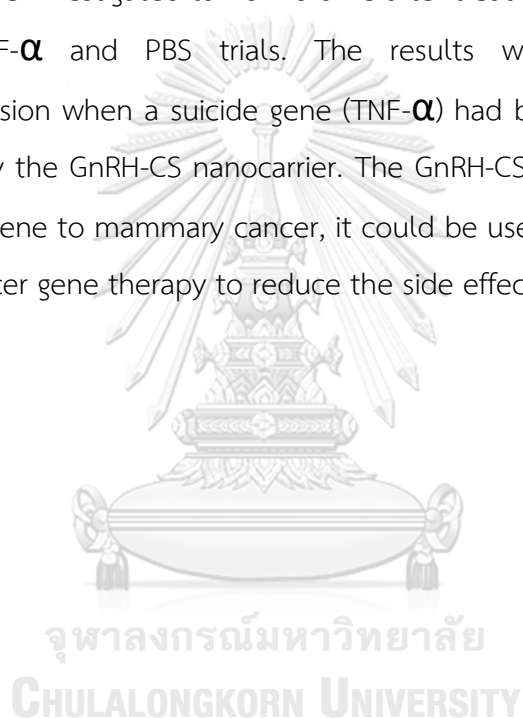 F-α and PBS trials. The results w
sion when a suicide gene (TNF-α) had b
the GnRH-CS nanocarrier. The GnRH-CS
ene to mammary cancer, it could be use
er gene therapy to reduce the side effec
จุฬาลงกรณ์มหาวิทยาลัย
CHULALONGKORN UNIVERSITY